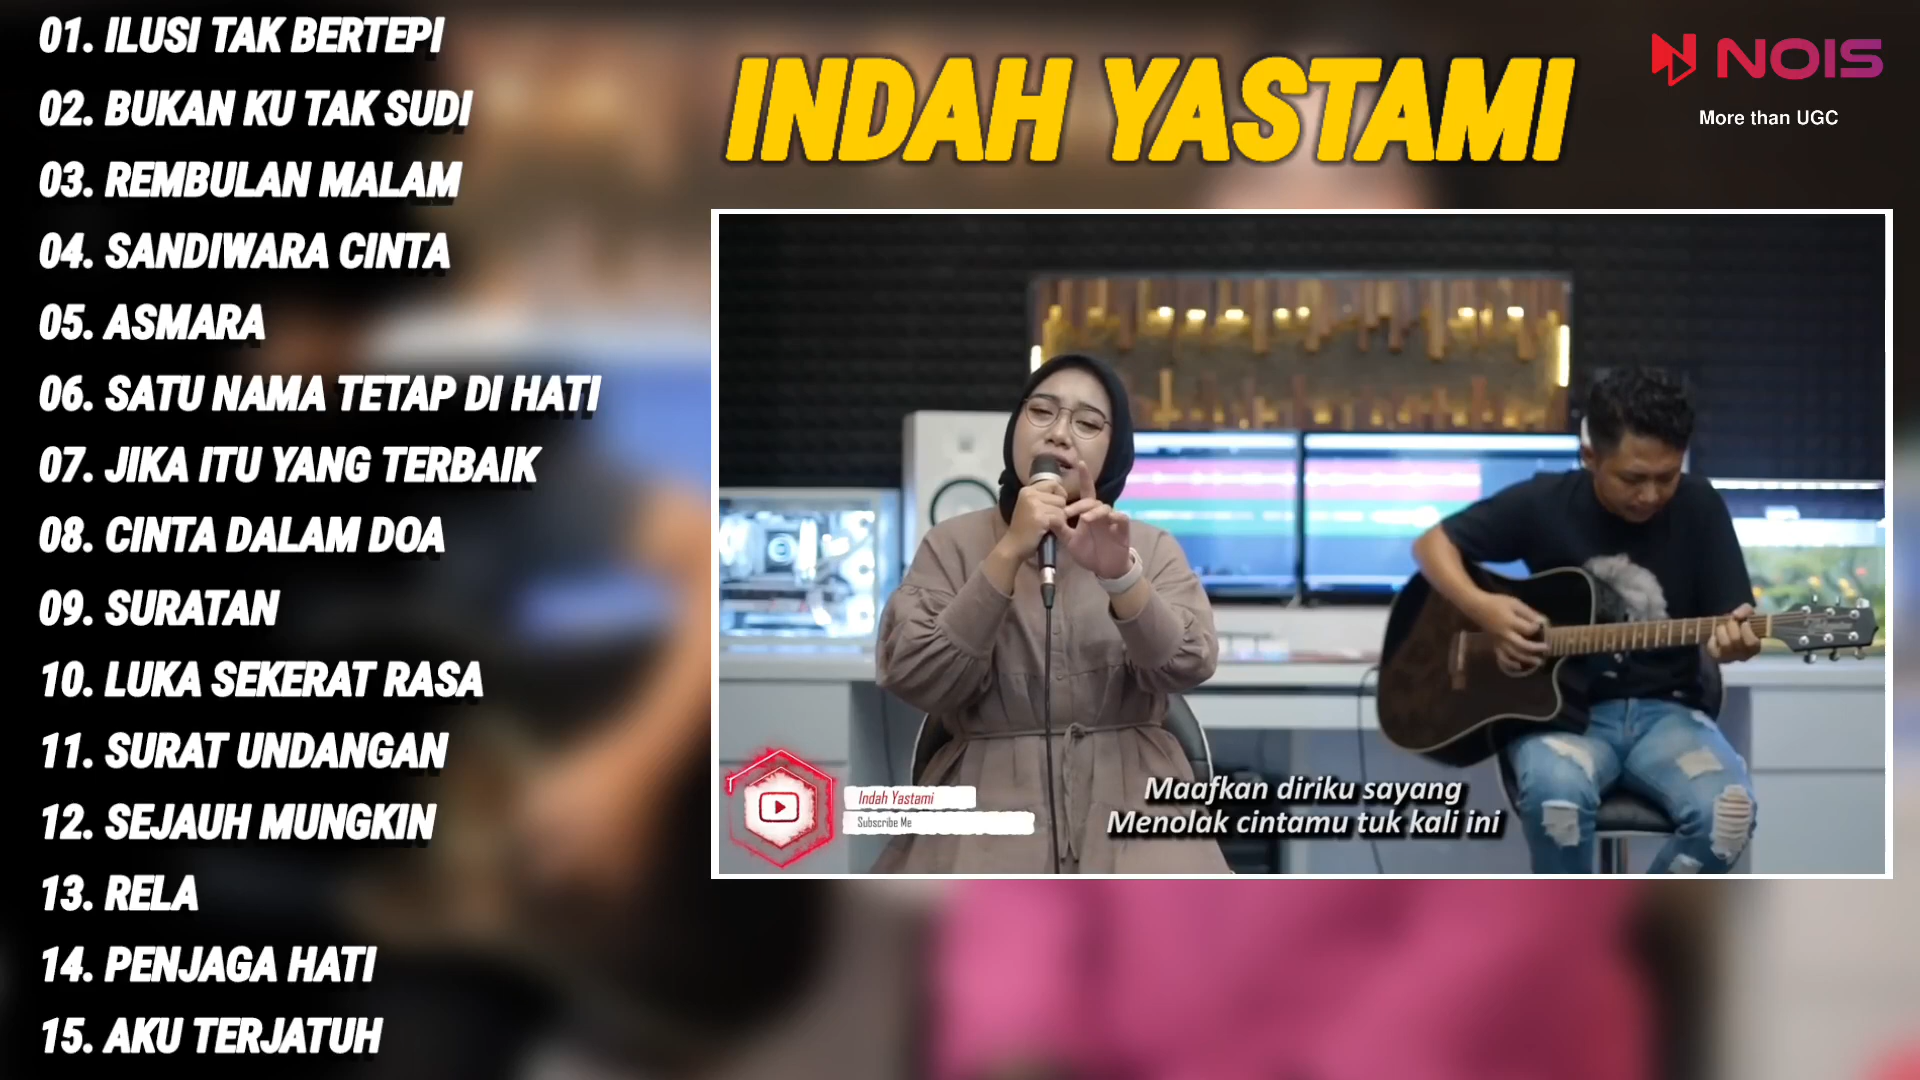 01. ILUSI TAK BERTEPI
02. BUKAN KU TAK SUDI
03. REMBULAN MALAM
04. SANDIWARA CINTA
05. ASMARA
06. SATU NAMA TETAP DI HATI
07. JIKA ITU YANG TERBAIK
08. CINTA DALAM DOA
09. SURATAN
10. LUKA SEKERAT RASA
11. SURAT UNDANGAN
12. SEJAUH MUNGKIN
13. RELA
14. PENJAGA HATI
15. AKU TERJATUH
INDAH YASTAMI
NOIS
More than UGC
Indah Yastami
Subscribe Me
Maafkan diriku sayang
Menolak cintamu tuk kali ini